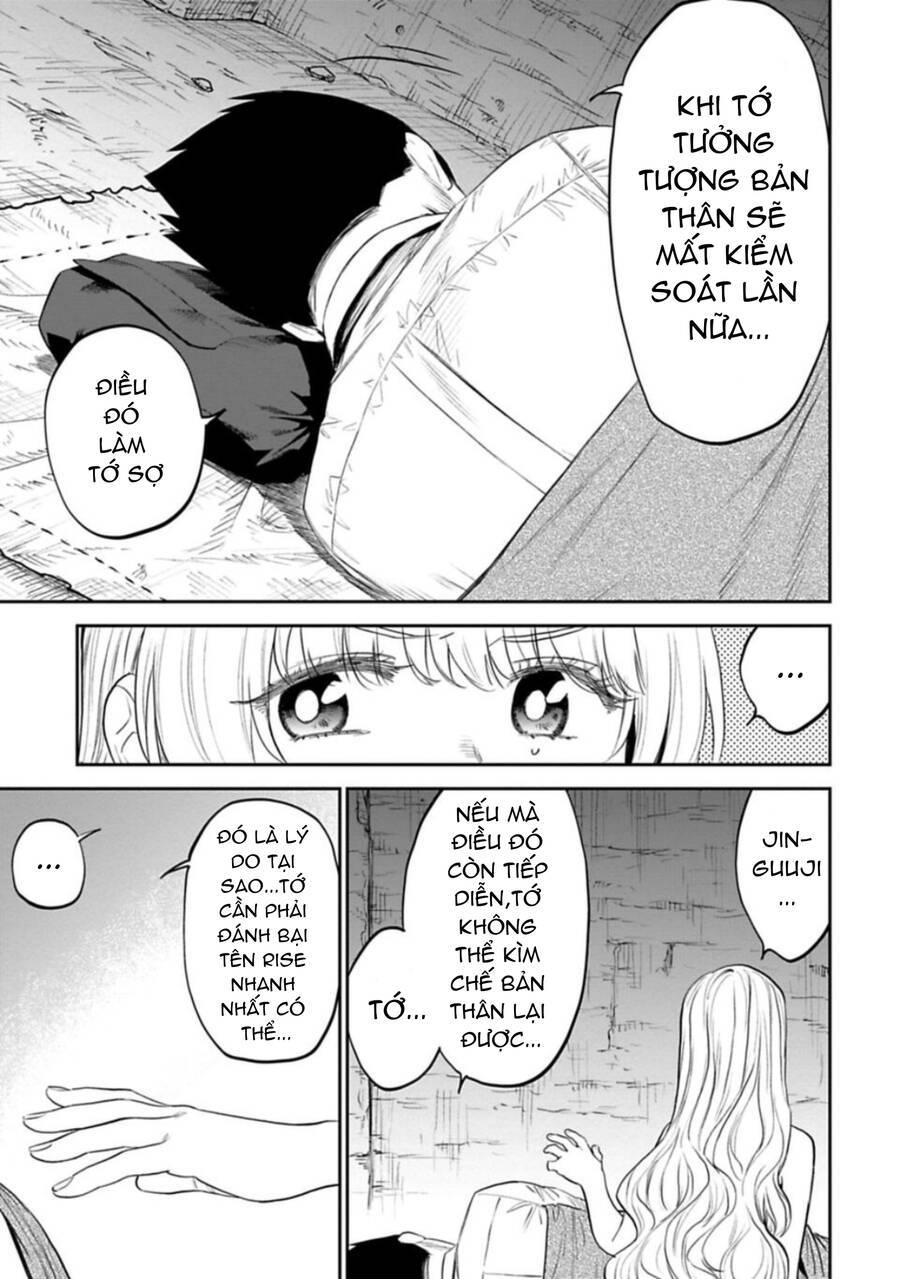 KHI TỚ
TƯỞNG
TƯỢNG BẢN
THÂN SẼ
MẤT KIỂM
SOÁT LẦN
NỮA...
ĐIỀU
ĐÓ
LÀM
TỚ SỢ
...
JIN-
GUUJI
...
NẾU MÀ
ĐIỀU ĐÓ
CÒN TIẾP
DIỄN,TỚ
KHÔNG
THỂ KÌM
CHẾ BẢN
THÂN LẠI
ĐƯỢC...
TỚ...
ĐÓ LÀ LÝ
DO TẠI
SAO...TỚ
CẦN PHẢI
ĐÁNH BẠI
TÊN RISE
NHANH
NHẤT CÓ
THỂ...
...